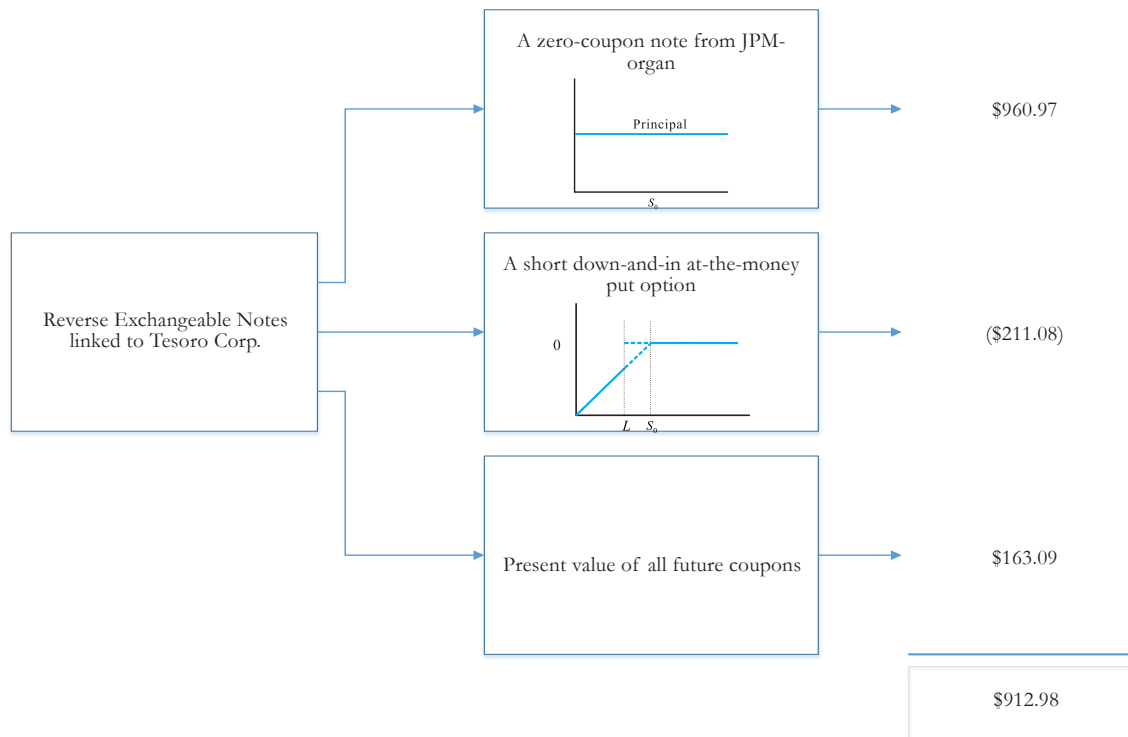 A zero-coupon note from JPM-
organ
Principal
S₀
$960.97
Reverse Exchangeable Notes
linked to Tesoro Corp.
A short down-and-in at-the-money
put option
0
L S₀
($211.08)
Present value of all future coupons
$163.09
$912.98